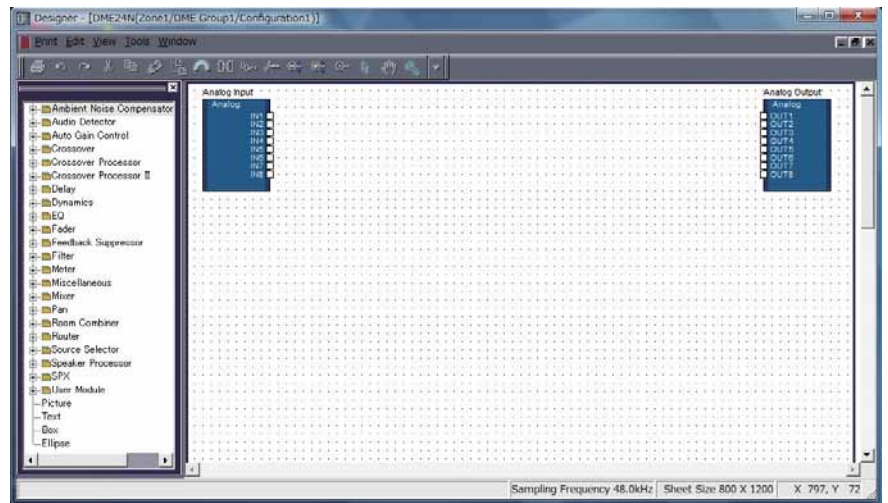 Designer - [DME24N(Zone1/DME Group1/Configuration1)]
Print Edit View Tools Window
Ambient Noise Compensator
Audio Detector
Auto Gain Control
Crossover
Crossover Processor
Crossover Processor II
Delay
Dynamics
EQ
Fader
Feedback Suppressor
Filter
Meter
Miscellaneous
Mixer
Pan
Room Combiner
Router
Source Selector
Speaker Processor
SPX
User Module
Picture
Text
Box
Ellipse
Analog Input
Analog
IN1
IN2
IN3
IN4
IN5
IN6
IN7
IN8
Analog Output
Analog
OUT1
OUT2
OUT3
OUT4
OUT5
OUT6
OUT7
OUT8
Sampling Frequency 48.0kHz Sheet Size 800 X 1200 X 797, Y 72